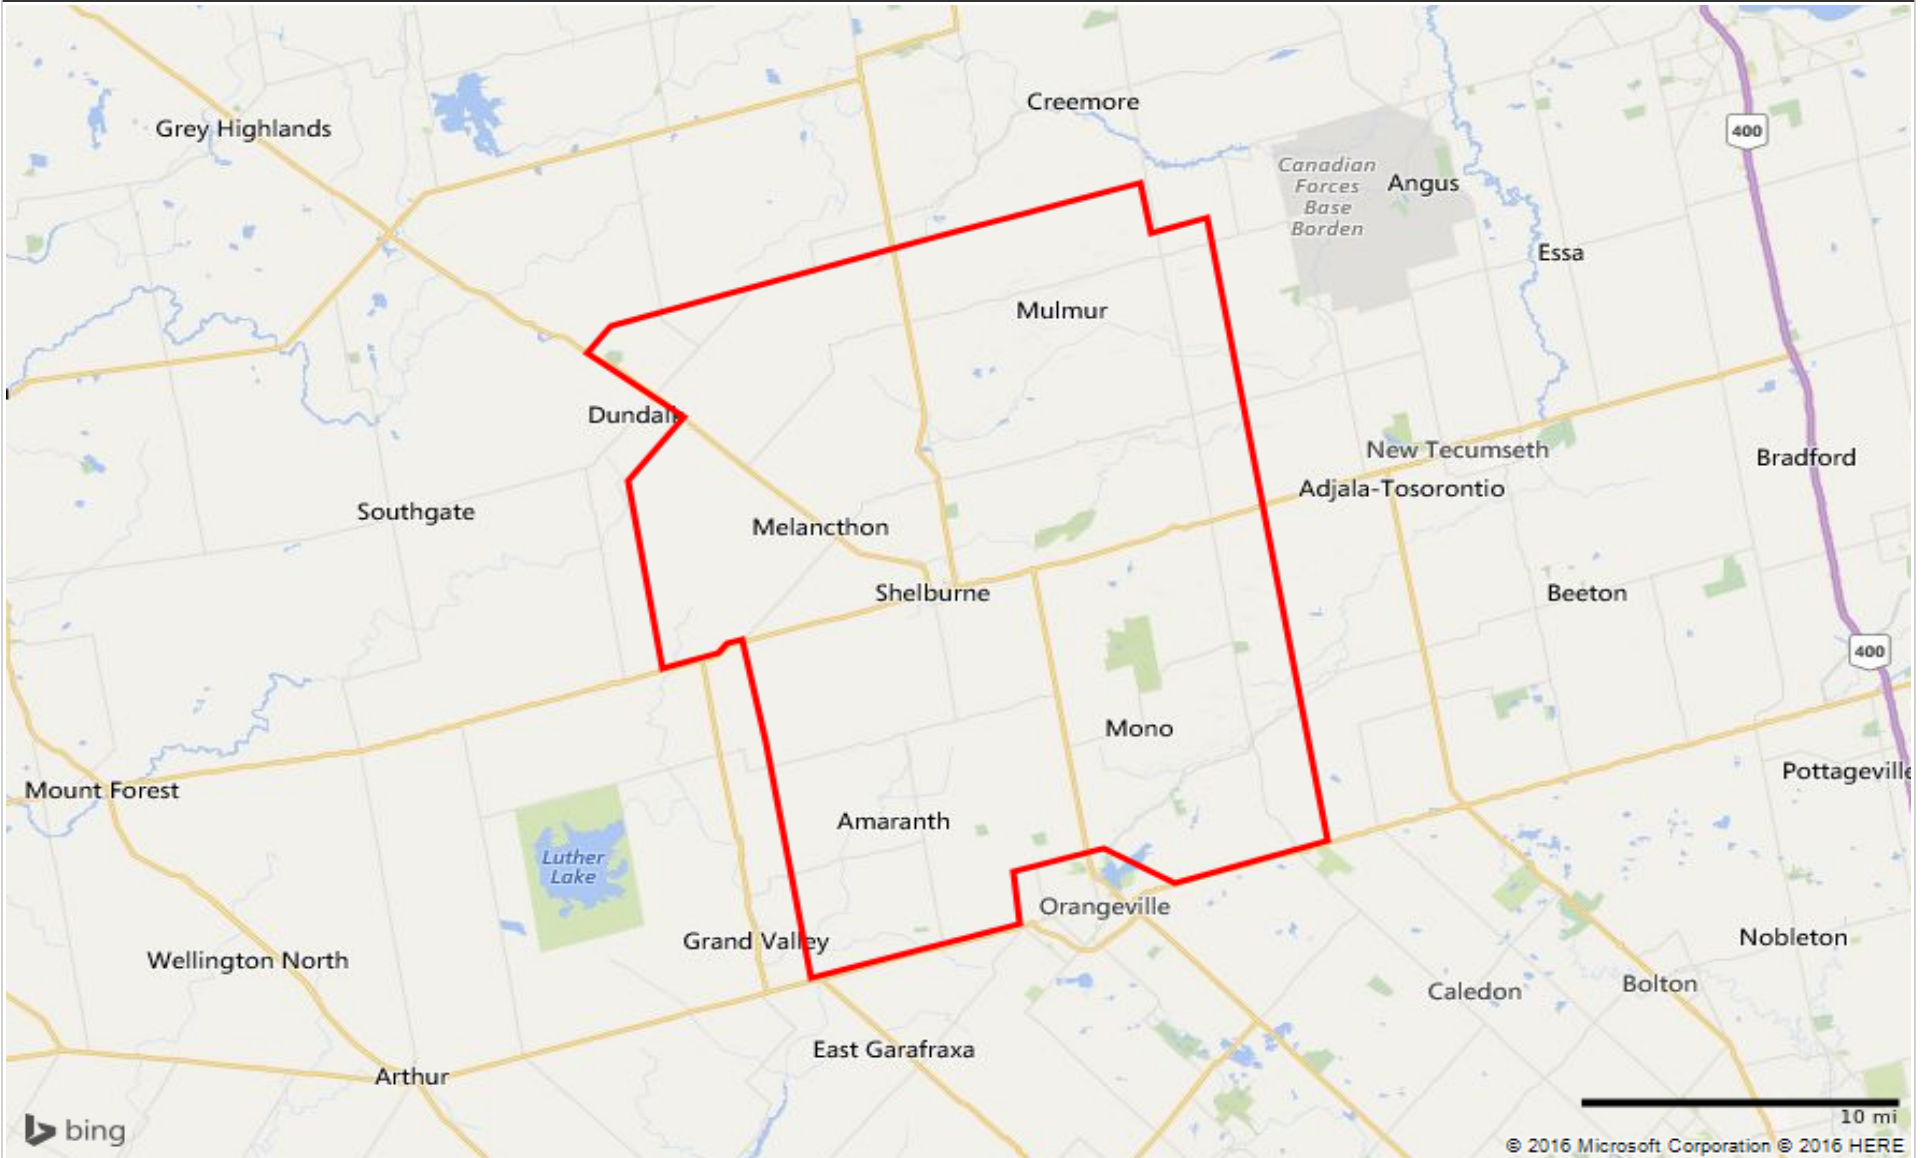 Creemore
Grey Highlands
400
Canadian
Forces
Base
Borden
Angus
Essa
Mulmur
Dundalk
New Tecumseth
Bradford
Adjala-Tosorontio
Southgate
Melancthon
Shelburne
Beeton
400
Mono
Pottageville
Mount Forest
Amaranth
Luther
Lake
Orangeville
Grand Valley
Nobleton
Wellington North
Bolton
Caledon
East Garafraxa
Arthur
10 mi
bing
© 2016 Microsoft Corporation © 2016 HERE